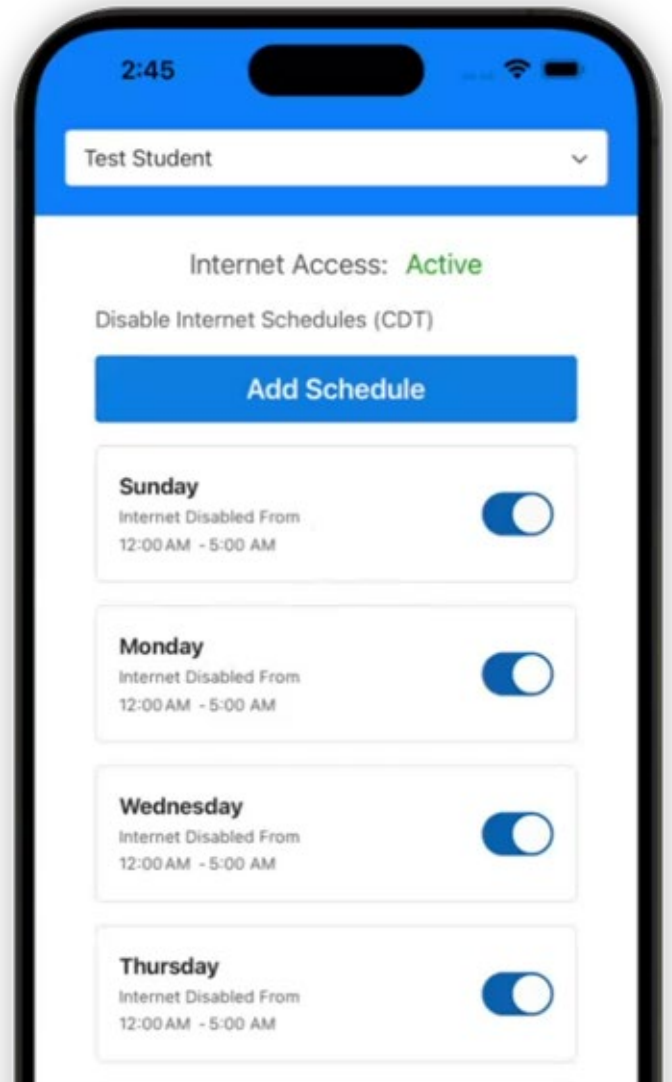 2:45
Test Student
Internet Access: Active
Disable Internet Schedules (CDT)
Add Schedule
Sunday
Internet Disabled From
12:00 AM - 5:00 AM
Monday
Internet Disabled From
12:00 AM - 5:00 AM
Wednesday
Internet Disabled From
12:00 AM - 5:00 AM
Thursday
Internet Disabled From
12:00 AM - 5:00 AM